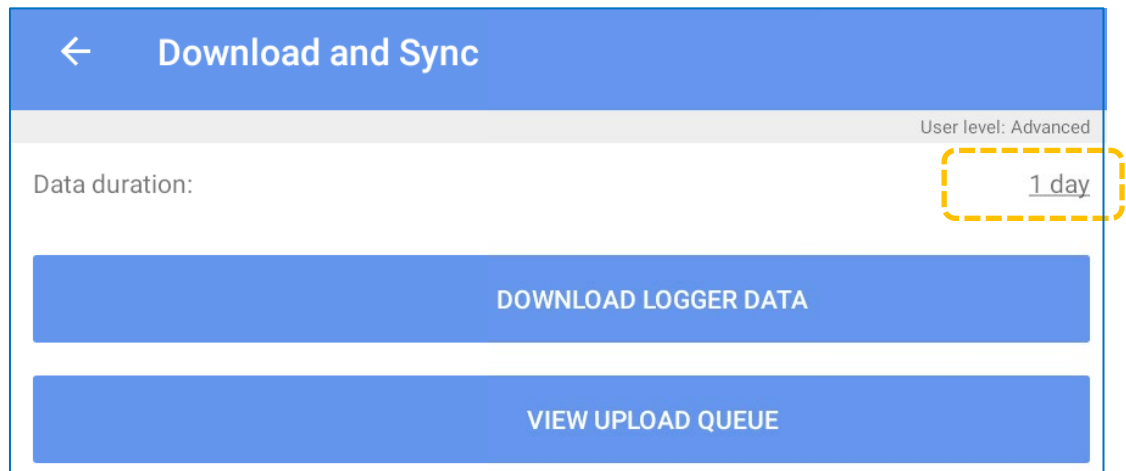 Download and Sync
User level: Advanced
Data duration: 1 day
DOWNLOAD LOGGER DATA
VIEW UPLOAD QUEUE